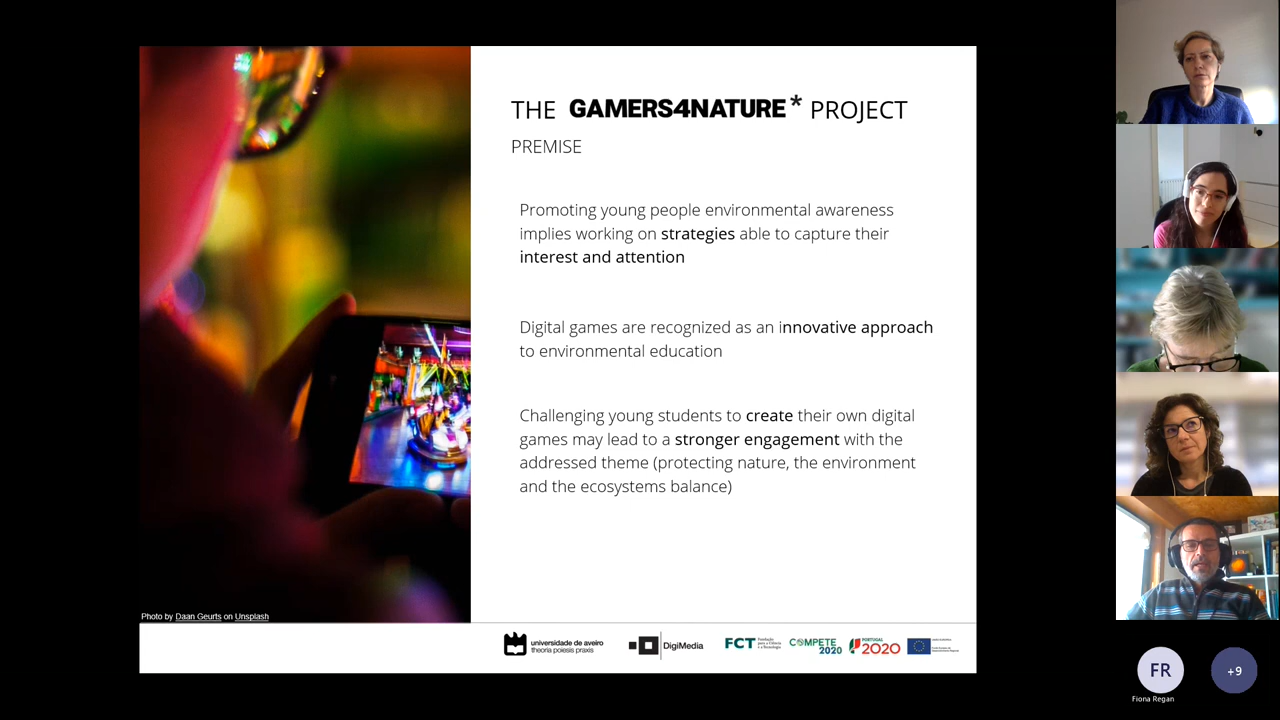 THE GAMERS4NATURE* PROJECT
PREMISE
Promoting young people environmental awareness
implies working on strategies able to capture their
interest and attention
Digital games are recognized as an innovative approach
to environmental education
Challenging young students to create their own digital
games may lead to a stronger engagement with the
addressed theme (protecting nature, the environment
and the ecosystems balance)
Photo by Daan Geurts on Unsplash
universidade de aveiro
theoria poiesis praxis
DigiMedia
FCT Fundação
para a Ciência
e a Tecnologia
COMPETE
2020
PORTUGAL
2020
FR
+9
Fiona Regan